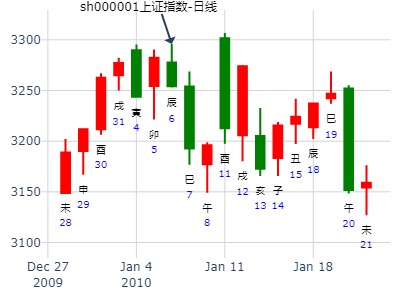 sh000001上证指数-日线
3300
3250
3200
3150
3100
未
28
申
29
酉
30
戌
31
寅
4
卯
5
辰
6
巳
7
午
8
酉
11
戌
12
亥
13
子
14
丑
15
辰
18
巳
19
午
20
未
21
Dec 27
2009
Jan 4
2010
Jan 11
Jan 18